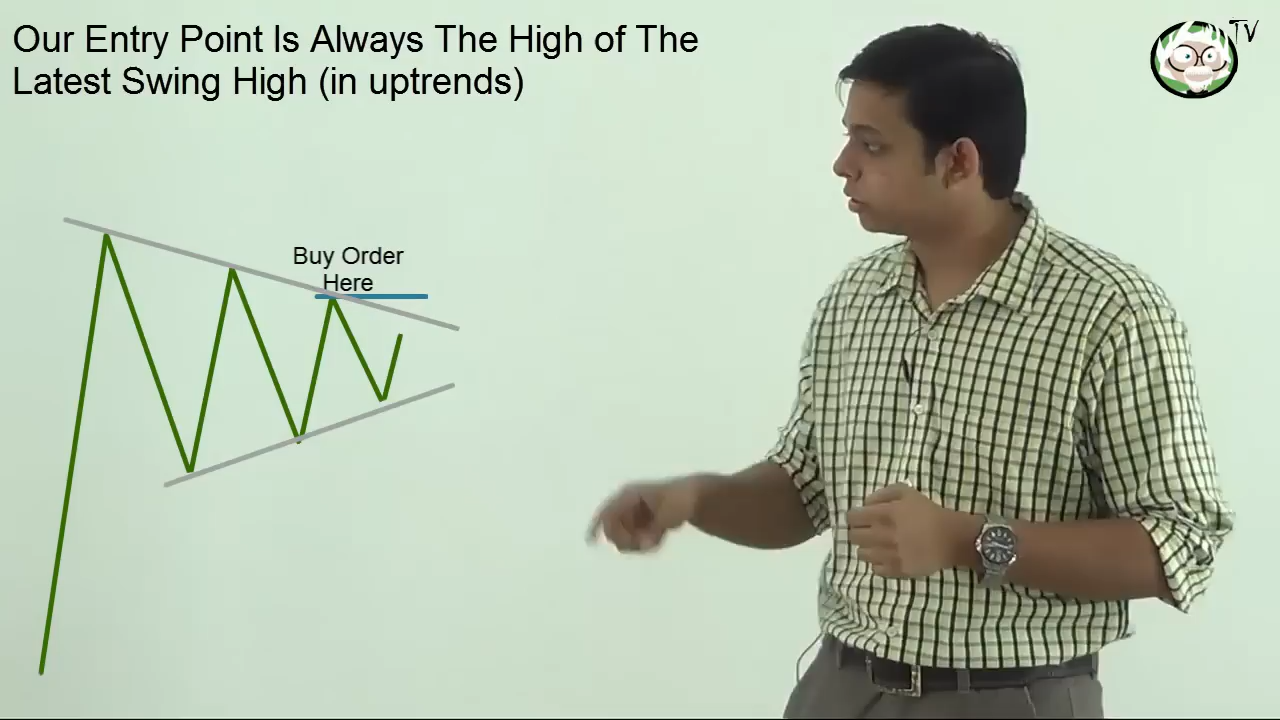 Our Entry Point Is Always The High of The
Latest Swing High (in uptrends)
TV
Buy Order
Here